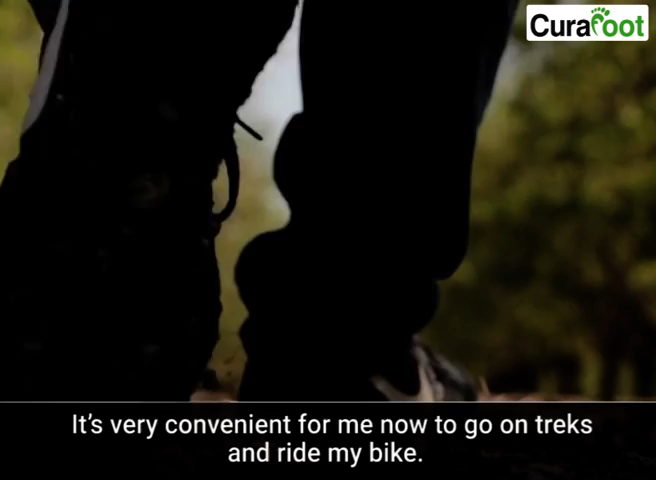 Curafoot
It's very convenient for me now to go on treks
and ride my bike.